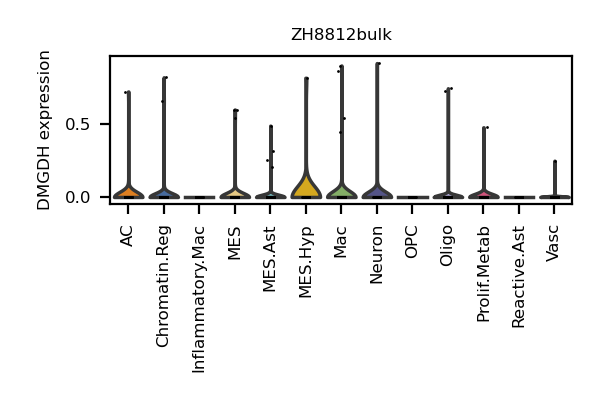 ZH8812bulk
DMGDH expression
0.5
0.0
AC
Chromatin.Reg
Inflammatory.Mac
MES
MES.Ast
MES.Hyp
Mac
Neuron
OPC
Oligo
Prolif.Metab
Reactive.Ast
Vasc